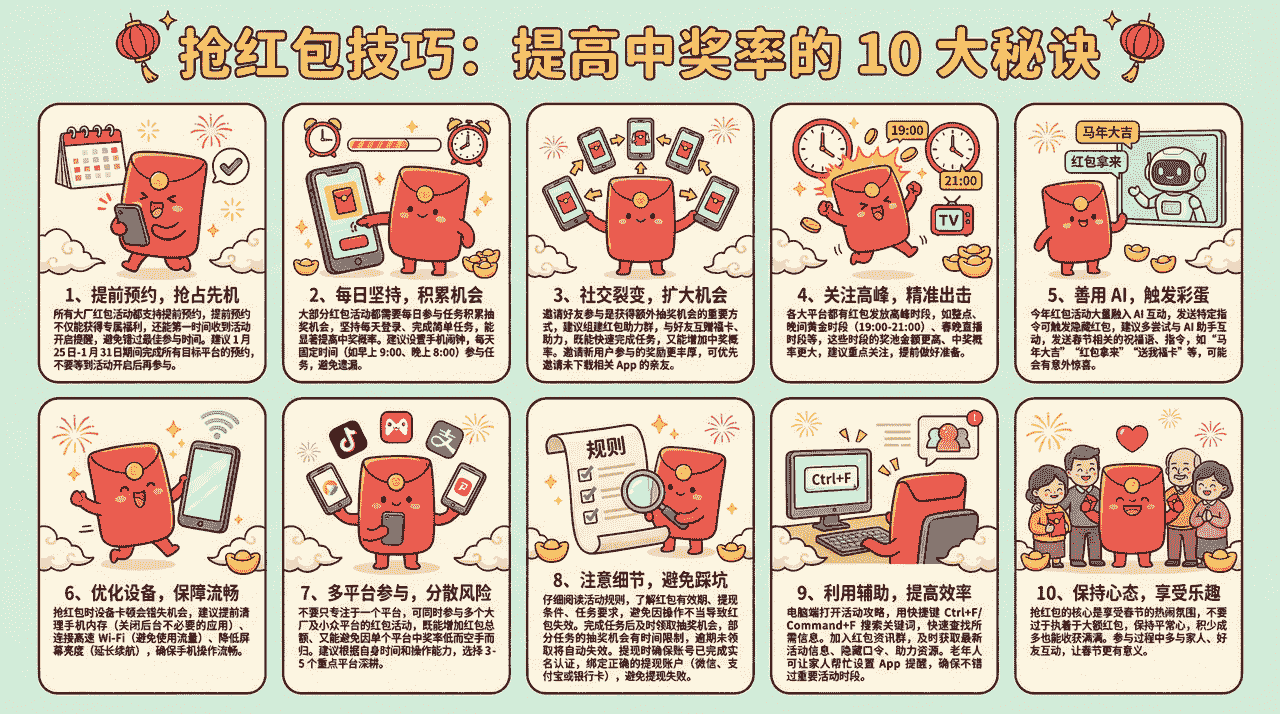 抢红包技巧：提高中奖率的 10 大秘诀
1、提前预约，抢占先机
所有大厂红包活动都支持提前预约，提前预约
不仅能获得专属福利，还能第一时间收到活动
开启提醒，避免错过最佳参与时机。建议 1 月
25 日-1 月 31 日期间完成所有目标平台的预约，
不要等到活动开启后再参与。
2、每日坚持，积累机会
大部分红包活动都需要每日参与任务积累抽
奖机会，坚持每天登录、完成简单任务，能
显著提高中奖概率。建议设置手机闹钟，每天
固定时间（如早上 9:00、晚上 8:00）参与任
务，避免遗漏。
3、社交裂变，扩大机会
邀请好友参与是获得额外抽奖机会的重要方
式，建议组建红包助力群，与好友互赠福卡、
助力，既能快速完成任务，又能增加中奖概
率。邀请新用户参与的奖励更丰厚，可优先
邀请未下载相关 App 的亲友。
19:00
21:00
TV
4、关注高峰，精准出击
各大平台都有红包发放高峰时段，如整点、
晚间黄金时段（19:00-21:00）、春晚直播
时段等，这些时段的奖池金额更高、中奖概
率更大，建议重点关注，提前做好准备。
马年大吉
红包拿来
5、善用 AI，触发彩蛋
今年红包活动大量融入 AI 互动，发送特定指
令可触发隐藏红包，建议多尝试与 AI 助手互
动，发送春节相关的祝福语、指令，如“马
年大吉”“红包拿来”“送我福卡”等，可能
会有意外惊喜。
6、优化设备，保障流畅
抢红包时设备卡顿会错失机会，建议提前清
理手机内存（关闭后台不必要的应用）、
连接高速 Wi-Fi（避免使用流量）、降低屏
幕亮度（延长续航），确保手机操作流畅。
支
7、多平台参与，分散风险
不要只专注于一个平台，可同时参与多个大
厂及小众平台的红包活动，既能增加红包总
额、又能避免因单个平台中奖率低而空手而
归。建议根据自身时间和操作能力，选择 3-
5 个重点平台深耕。
规则
8、注意细节，避免踩坑
仔细阅读活动规则，了解红包有效期、提现
条件、任务要求，避免因操作不当导致红
包失效。完成任务后及时领取抽奖机会，部
分任务的抽奖机会有时间限制，逾期未领
取将自动失效。提现时确保账号已完成实
名认证，绑定正确的提现账户（微信、支
付宝或银行卡），避免提现失败。
Ctrl+F
1
9、利用辅助，提高效率
电脑端打开活动攻略，用快捷键 Ctrl+F/
Command+F 搜索关键词，快速查找所
需信息。加入红包资讯群，及时获取最新
活动信息、隐藏口令、助力资源。老年人
可让家人帮忙设置 App 提醒，确保不错
过重要活动时段。
10、保持心态，享受乐趣
抢红包的核心是享受春节的热闹氛围，不要
过于执着于大额红包，保持平常心，积少成
多也能收获满满。参与过程中多与家人、好
友互动，让春节更有意义。